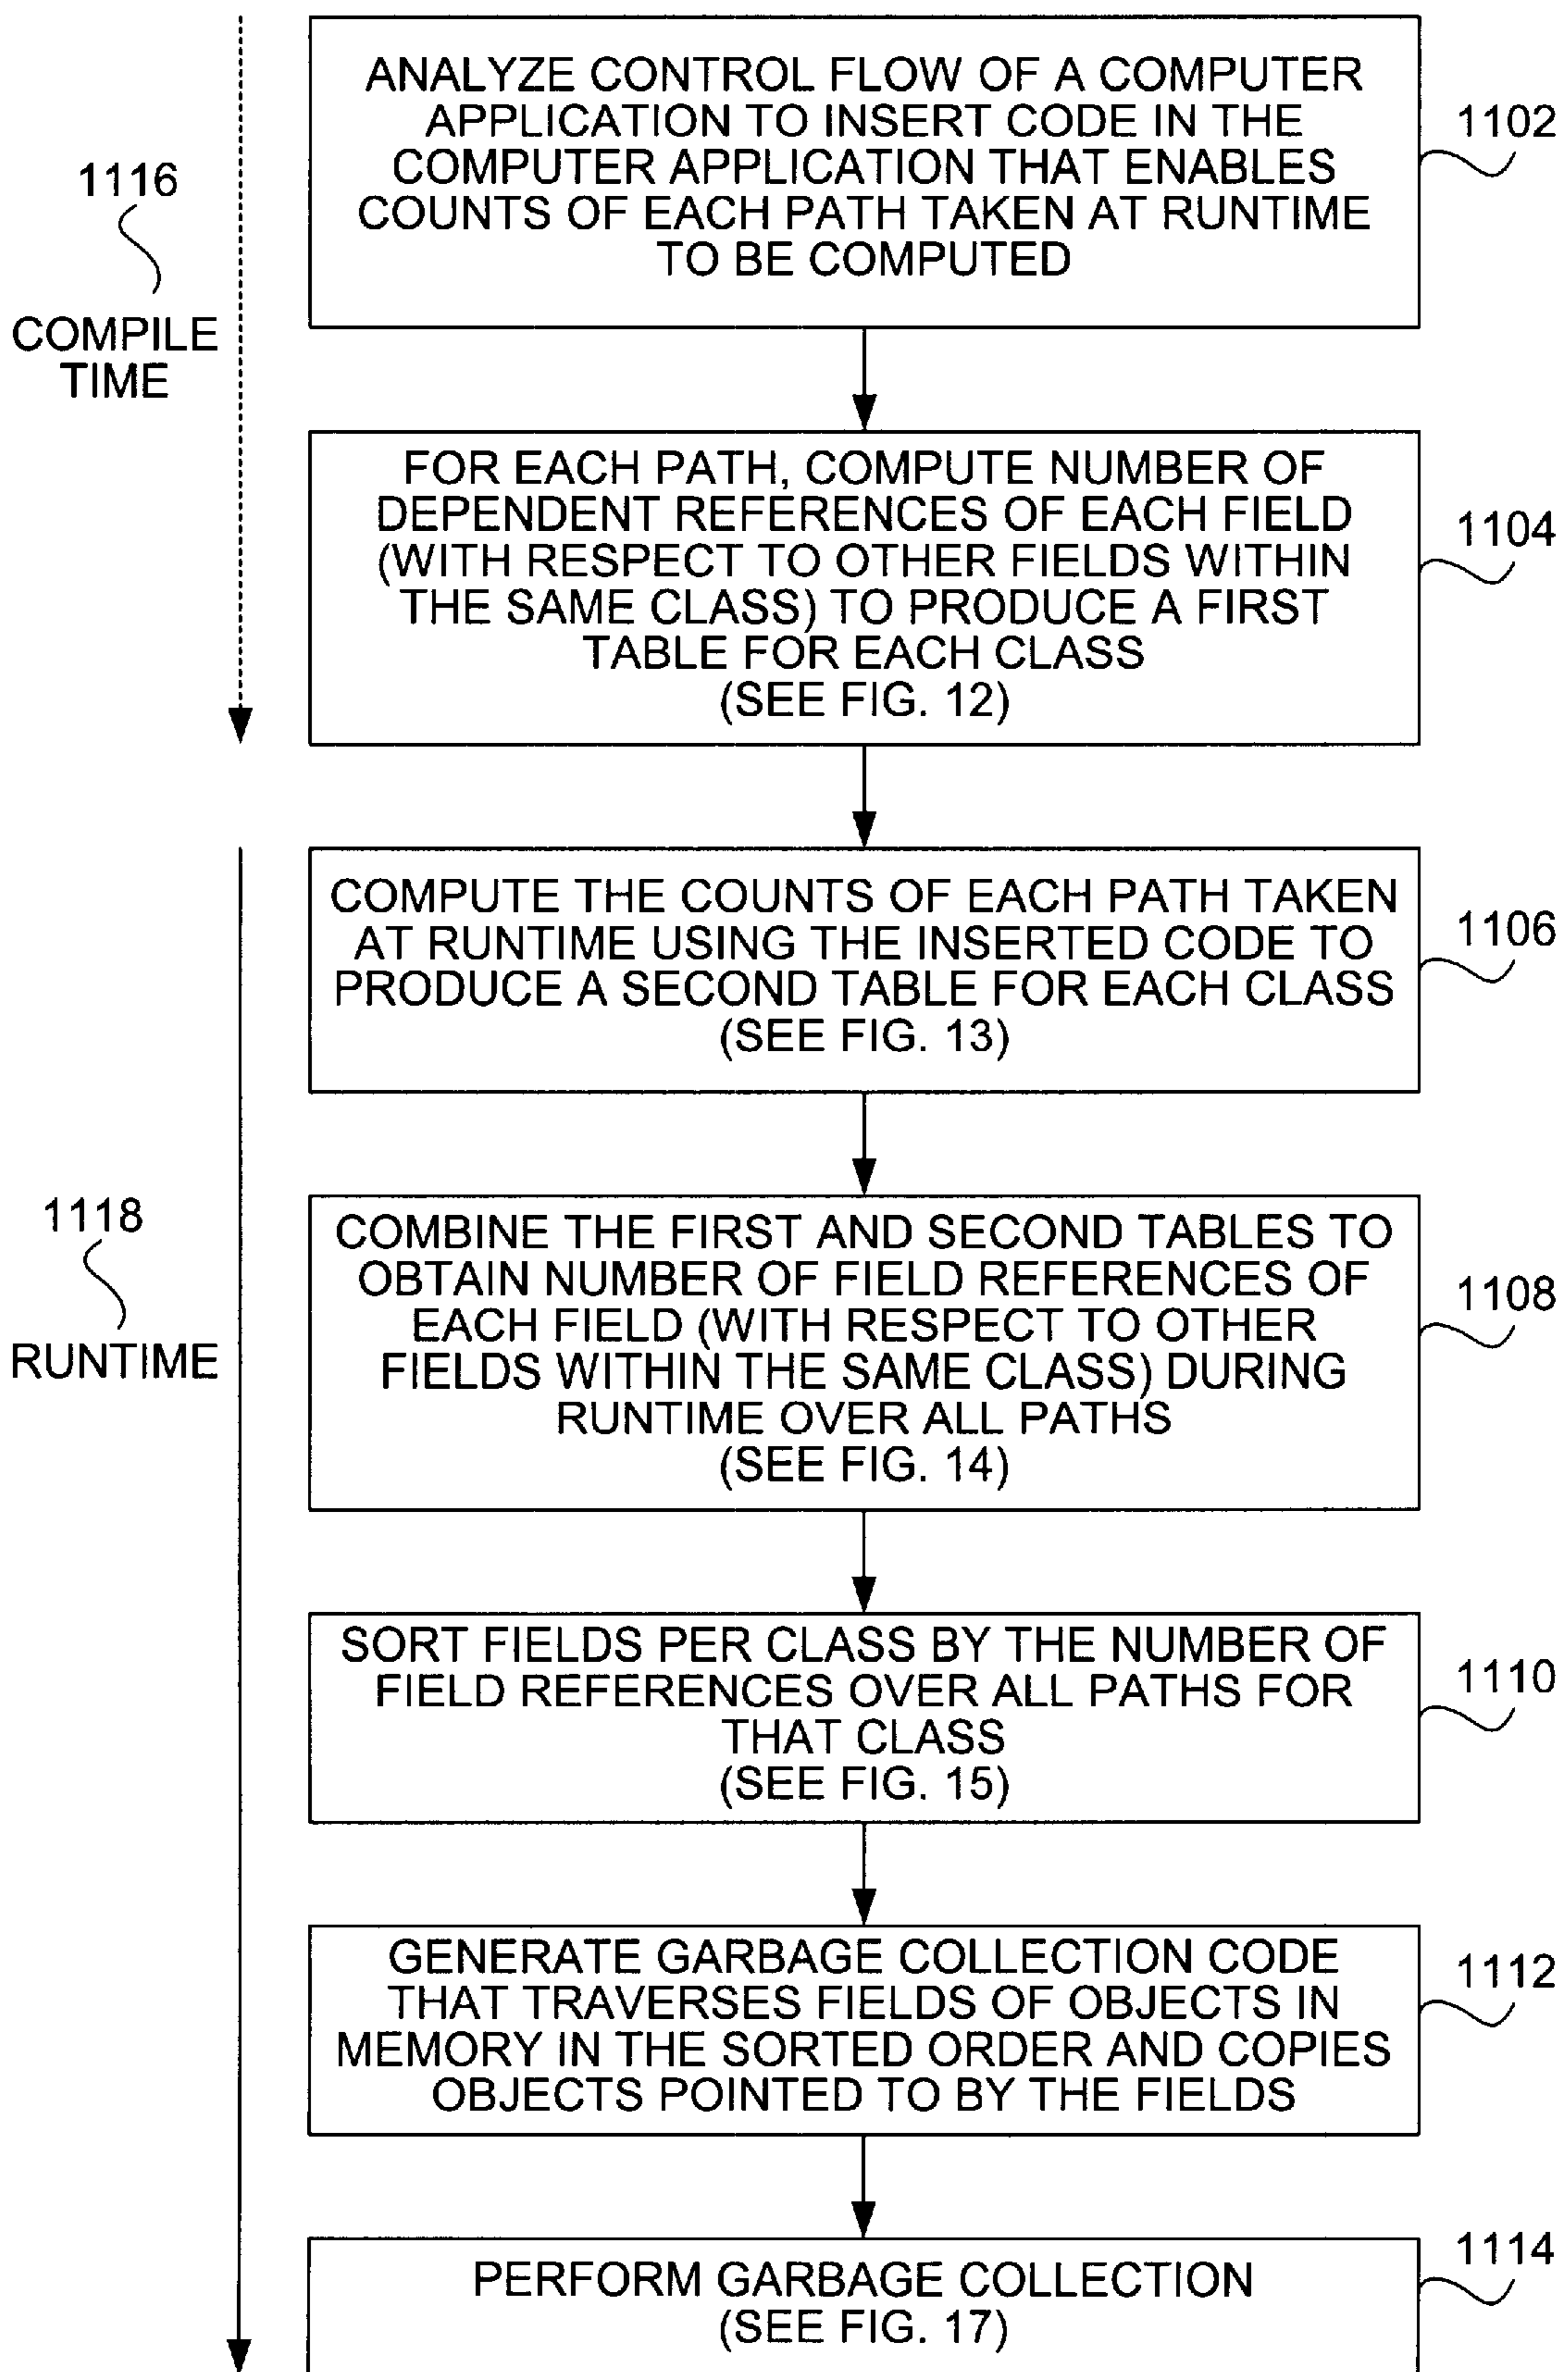 ANALYZE CONTROL FLOW OF A COMPUTER
APPLICATION TO INSERT CODE IN THE
COMPUTER APPLICATION THAT ENABLES
COUNTS OF EACH PATH TAKEN AT RUNTIME
TO BE COMPUTED
1102
1116
COMPILE
TIME
FOR EACH PATH, COMPUTE NUMBER OF
DEPENDENT REFERENCES OF EACH FIELD
(WITH RESPECT TO OTHER FIELDS WITHIN
THE SAME CLASS) TO PRODUCE A FIRST
TABLE FOR EACH CLASS
(SEE FIG. 12)
1104
COMPUTE THE COUNTS OF EACH PATH TAKEN
AT RUNTIME USING THE INSERTED CODE TO
PRODUCE A SECOND TABLE FOR EACH CLASS
(SEE FIG. 13)
1106
1118
RUNTIME
COMBINE THE FIRST AND SECOND TABLES TO
OBTAIN NUMBER OF FIELD REFERENCES OF
EACH FIELD (WITH RESPECT TO OTHER
FIELDS WITHIN THE SAME CLASS) DURING
RUNTIME OVER ALL PATHS
(SEE FIG. 14)
1108
SORT FIELDS PER CLASS BY THE NUMBER OF
FIELD REFERENCES OVER ALL PATHS FOR
THAT CLASS
(SEE FIG. 15)
1110
GENERATE GARBAGE COLLECTION CODE
THAT TRAVERSES FIELDS OF OBJECTS IN
MEMORY IN THE SORTED ORDER AND COPIES
OBJECTS POINTED TO BY THE FIELDS
1112
PERFORM GARBAGE COLLECTION
(SEE FIG. 17)
1114